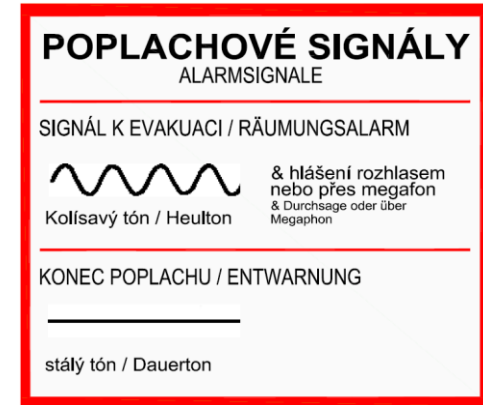 POPLACHOVÉ SIGNÁLY
ALARMSIGNALE
SIGNÁL K EVAKUACI / RÄUMUNGSALARM
& hlášení rozhlasem
nebo přes megafon
& Durchsage oder über
Megaphon
Kolísavý tón / Heulton
KONEC POPLACHU / ENTWARNUNG
stálý tón / Dauerton